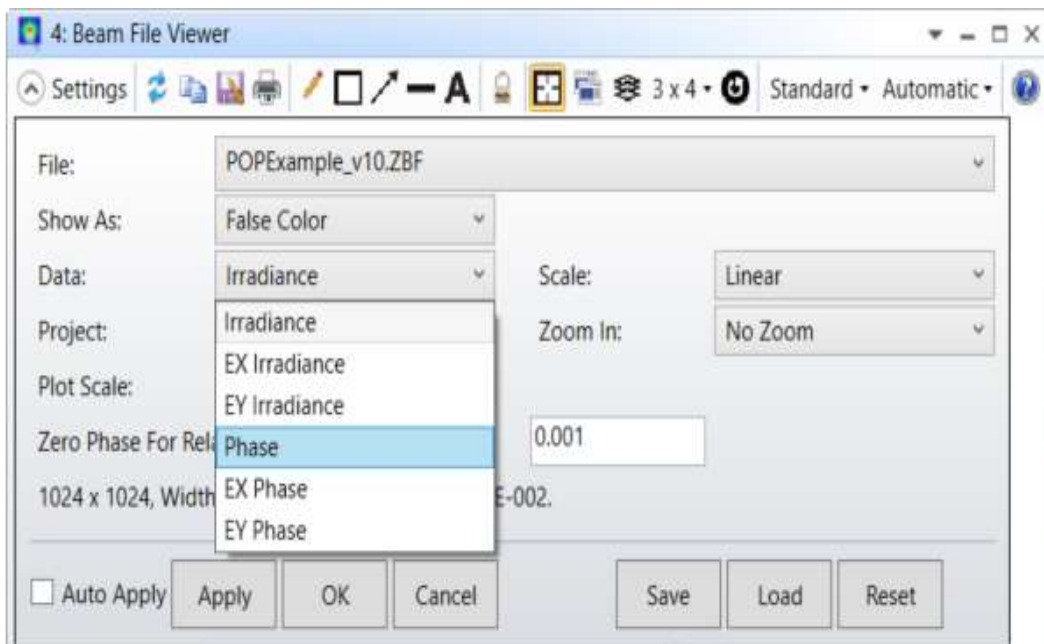 4: Beam File Viewer
Settings A 3 x 4 Standard Automatic
File: POPExample_v10.ZBF
Show As: False Color
Data: Irradiance Scale: Linear
Project: Irradiance Zoom In: No Zoom
EX Irradiance
Plot Scale: EY Irradiance
Zero Phase For Rel Phase 0.001
1024 x 1024, Width EX Phase E-002.
EY Phase
Auto Apply Apply OK Cancel Save Load Reset